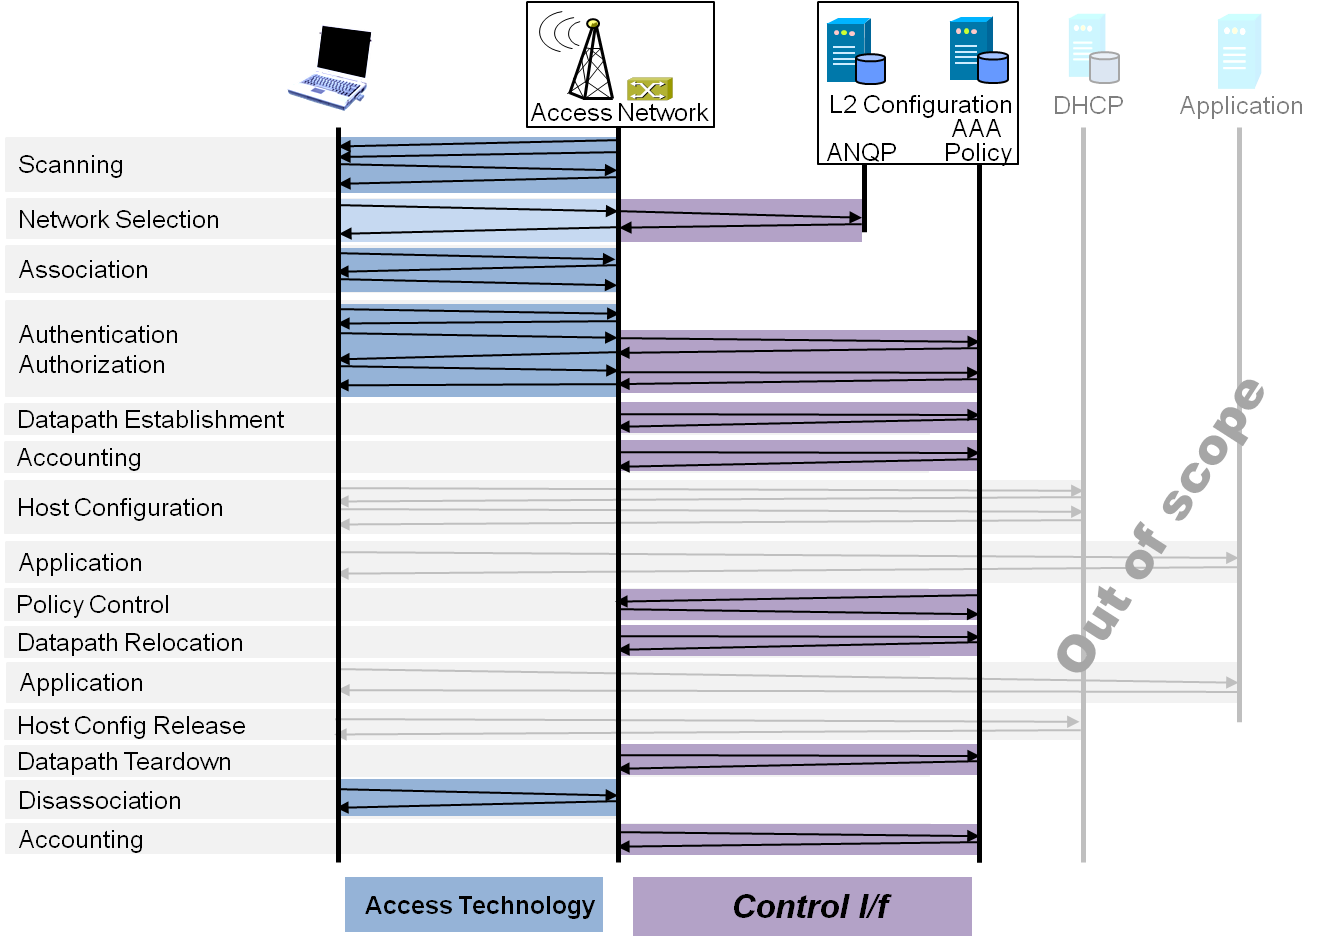 Access Network
L2 Configuration
AAA
ANQP Policy
DHCP
Application
Scanning
Network Selection
Association
Authentication
Authorization
Datapath Establishment
Accounting
Host Configuration
Application
Policy Control
Datapath Relocation
Application
Host Config Release
Datapath Teardown
Disassociation
Accounting
Out of scope
Access Technology
Control I/f